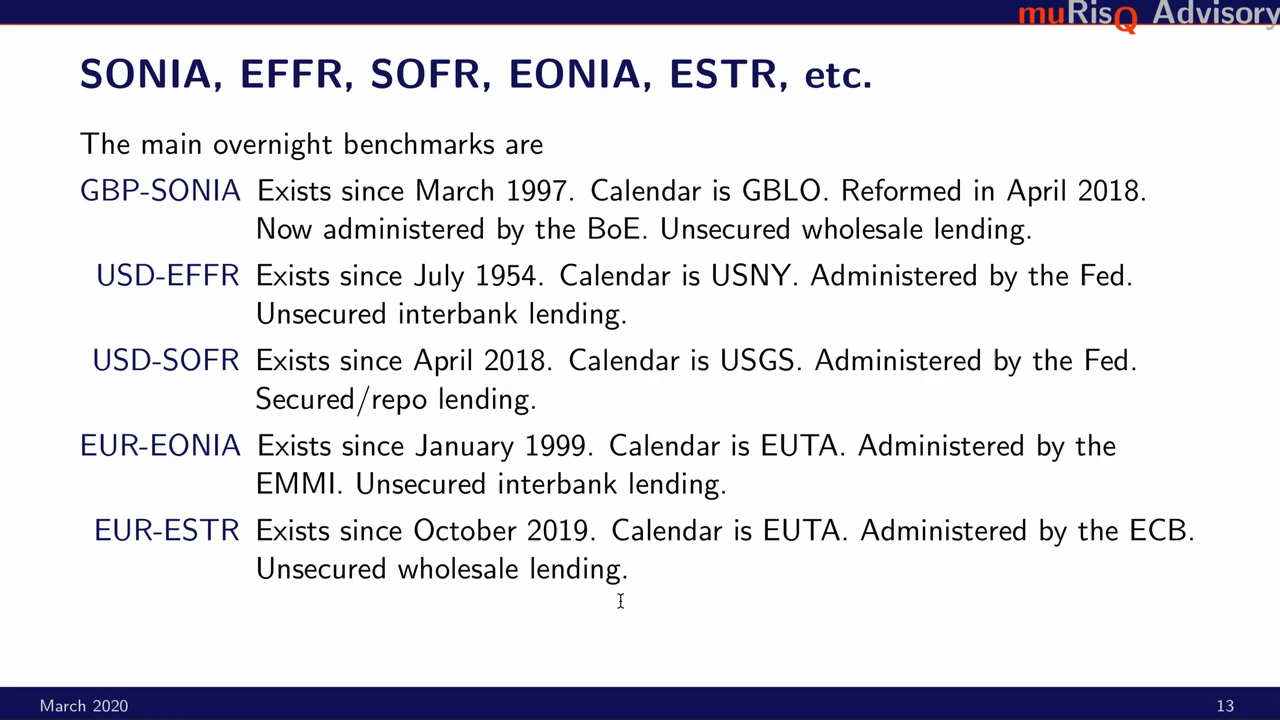 muRisQ Advisory
SONIA, EFFR, SOFR, EONIA, ESTR, etc.
The main overnight benchmarks are
GBP-SONIA Exists since March 1997. Calendar is GBLO. Reformed in April 2018.
Now administered by the BoE. Unsecured wholesale lending.
USD-EFFR Exists since July 1954. Calendar is USNY. Administered by the Fed.
Unsecured interbank lending.
USD-SOFR Exists since April 2018. Calendar is USGS. Administered by the Fed.
Secured/repo lending.
EUR-EONIA Exists since January 1999. Calendar is EUTA. Administered by the
EMMI. Unsecured interbank lending.
EUR-ESTR Exists since October 2019. Calendar is EUTA. Administered by the ECB.
Unsecured wholesale lending.
March 2020 13